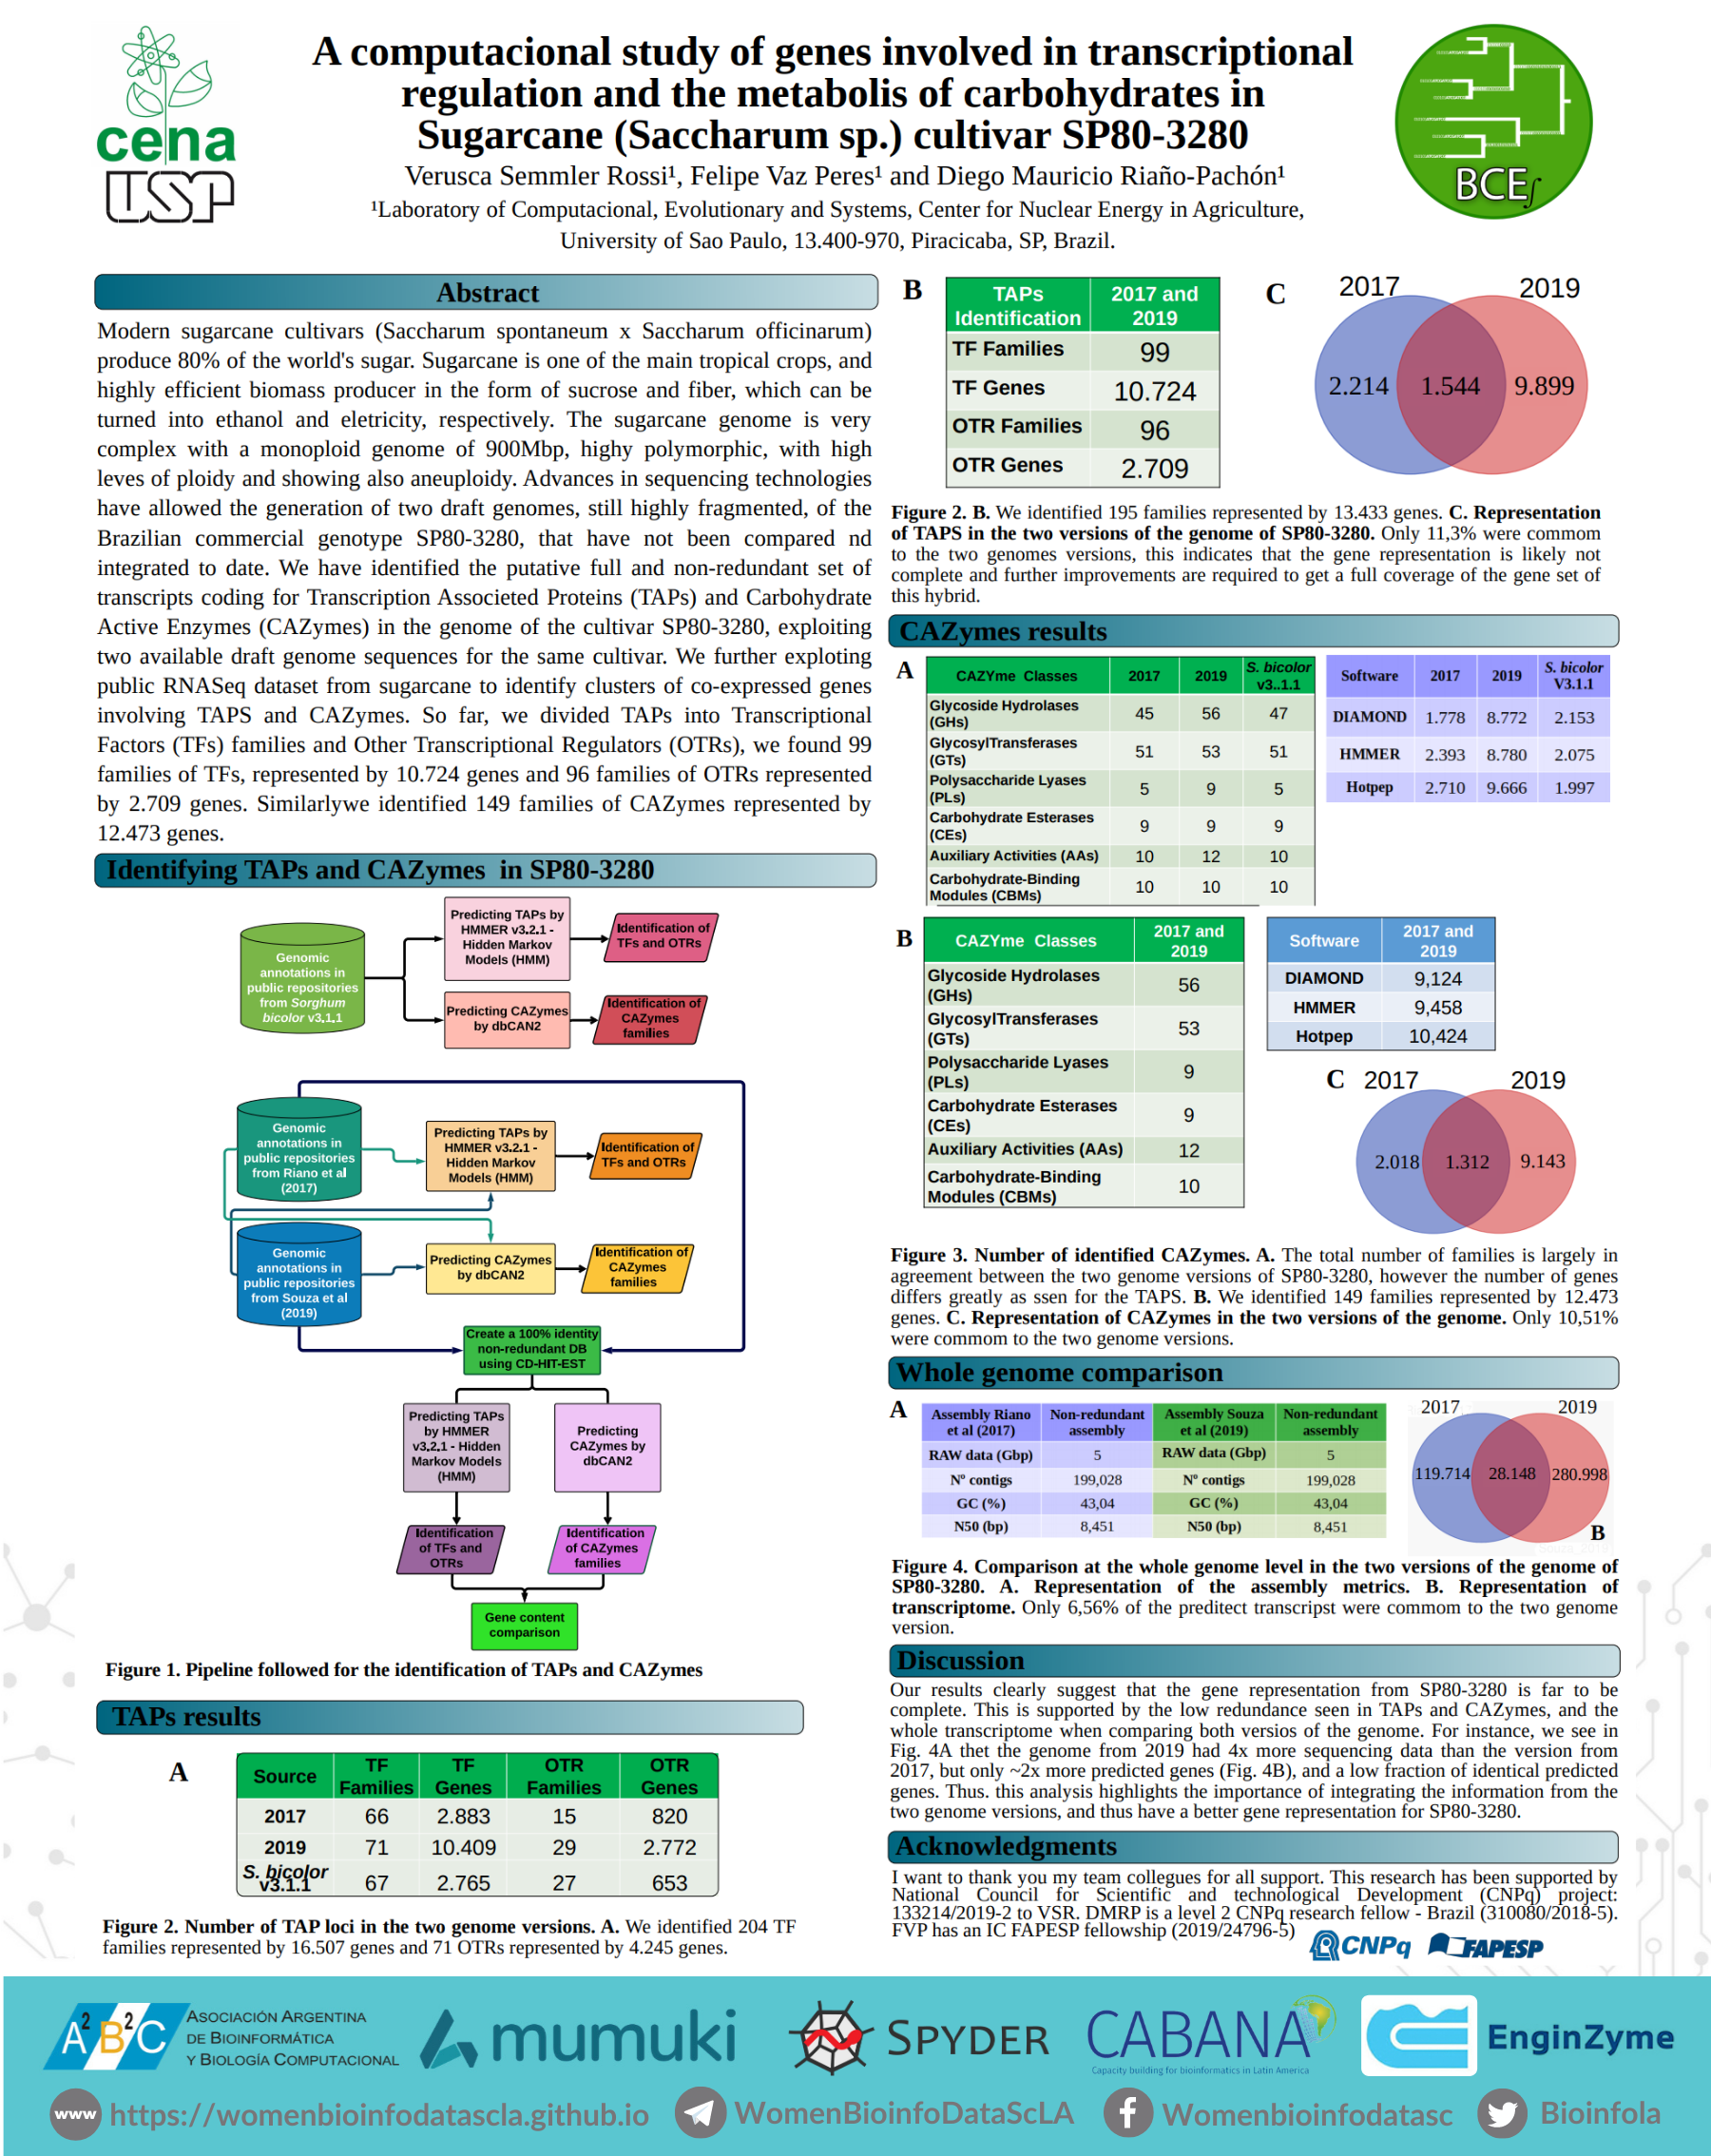 cena
USP
A computacional study of genes involved in transcriptional
regulation and the metabolis of carbohydrates in
Sugarcane (Saccharum sp.) cultivar SP80-3280
Verusca Semmler Rossi¹, Felipe Vaz Peres¹ and Diego Mauricio Riaño-Pachón¹
¹Laboratory of Computacional, Evolutionary and Systems, Center for Nuclear Energy in Agriculture,
University of Sao Paulo, 13.400-970, Piracicaba, SP, Brazil.
BCE∫
Abstract
Modern sugarcane cultivars (Saccharum spontaneum x Saccharum officinarum)
produce 80% of the world's sugar. Sugarcane is one of the main tropical crops, and
highly efficient biomass producer in the form of sucrose and fiber, which can be
turned into ethanol and eletricity, respectively. The sugarcane genome is very
complex with a monoploid genome of 900Mbp, highy polymorphic, with high
leves of ploidy and showing also aneuploidy. Advances in sequencing technologies
have allowed the generation of two draft genomes, still highly fragmented, of the
Brazilian commercial genotype SP80-3280, that have not been compared nd
integrated to date. We have identified the putative full and non-redundant set of
transcripts coding for Transcription Associeted Proteins (TAPs) and Carbohydrate
Active Enzymes (CAZymes) in the genome of the cultivar SP80-3280, exploiting
two available draft genome sequences for the same cultivar. We further exploting
public RNASeq dataset from sugarcane to identify clusters of co-expressed genes
involving TAPS and CAZymes. So far, we divided TAPs into Transcriptional
Factors (TFs) families and Other Transcriptional Regulators (OTRs), we found 99
families of TFs, represented by 10.724 genes and 96 families of OTRs represented
by 2.709 genes. Similarlywe identified 149 families of CAZymes represented by
12.473 genes.
Identifying TAPs and CAZymes in SP80-3280
Genomic
annotations in
public repositories
from Sorghum
bicolor v3.1.1
Predicting TAPs by
HMMER v3.2.1 -
Hidden Markov
Models (HMM)
Identification of
TFs and OTRs
Predicting CAZymes
by dbCAN2
Identification of
CAZymes
families
Genomic
annotations in
public repositories
from Riano et al
(2017)
Predicting TAPs by
HMMER v3.2.1 -
Hidden Markov
Models (HMM)
Identification of
TFs and OTRs
Genomic
annotations in
public repositories
from Souza et al
(2019)
Predicting CAZymes
by dbCAN2
Identification of
CAZymes
families
Create a 100% identity
non-redundant DB
using CD-HIT-EST
Predicting TAPs
by HMMER
v3.2.1 - Hidden
Markov Models
(HMM)
Predicting
CAZymes by
dbCAN2
Identification
of TFs and
OTRs
Identification
of CAZymes
families
Gene content
comparison
Figure 1. Pipeline followed for the identification of TAPs and CAZymes
TAPs results
A
Source TF Families TF Genes OTR Families OTR Genes
2017 66 2.883 15 820
2019 71 10.409 29 2.772
S. bicolor v3.1.1 67 2.765 27 653
Figure 2. Number of TAP loci in the two genome versions. A. We identified 204 TF
families represented by 16.507 genes and 71 OTRs represented by 4.245 genes.
B
TAPs Identification 2017 and 2019
TF Families 99
TF Genes 10.724
OTR Families 96
OTR Genes 2.709
C
2017 2019
2.214 1.544 9.899
Figure 2. B. We identified 195 families represented by 13.433 genes. C. Representation
of TAPS in the two versions of the genome of SP80-3280. Only 11,3% were commom
to the two genomes versions, this indicates that the gene representation is likely not
complete and further improvements are required to get a full coverage of the gene set of
this hybrid.
CAZymes results
A
CAZYme Classes 2017 2019 S. bicolor v3..1.1
Glycoside Hydrolases (GHs) 45 56 47
GlycosylTransferases (GTs) 51 53 51
Polysaccharide Lyases (PLs) 5 9 5
Carbohydrate Esterases (CEs) 9 9 9
Auxiliary Activities (AAs) 10 12 10
Carbohydrate-Binding Modules (CBMs) 10 10 10
Software 2017 2019 S. bicolor V3.1.1
DIAMOND 1.778 8.772 2.153
HMMER 2.393 8.780 2.075
Hotpep 2.710 9.666 1.997
B
CAZYme Classes 2017 and 2019
Glycoside Hydrolases (GHs) 56
GlycosylTransferases (GTs) 53
Polysaccharide Lyases (PLs) 9
Carbohydrate Esterases (CEs) 9
Auxiliary Activities (AAs) 12
Carbohydrate-Binding Modules (CBMs) 10
Software 2017 and 2019
DIAMOND 9,124
HMMER 9,458
Hotpep 10,424
C 2017 2019
2.018 1.312 9.143
Figure 3. Number of identified CAZymes. A. The total number of families is largely in
agreement between the two genome versions of SP80-3280, however the number of genes
differs greatly as ssen for the TAPS. B. We identified 149 families represented by 12.473
genes. C. Representation of CAZymes in the two versions of the genome. Only 10,51%
were commom to the two genome versions.
Whole genome comparison
A
Assembly Riano et al (2017) Non-redundant assembly Assembly Souza et al (2019) Non-redundant assembly
RAW data (Gbp) 5 RAW data (Gbp) 5
Nº contigs 199,028 Nº contigs 199,028
GC (%) 43,04 GC (%) 43,04
N50 (bp) 8,451 N50 (bp) 8,451
2017 2019
119.714 28.148 280.998
B
Figure 4. Comparison at the whole genome level in the two versions of the genome of
SP80-3280. A. Representation of the assembly metrics. B. Representation of
transcriptome. Only 6,56% of the preditect transcripst were commom to the two genome
version.
Discussion
Our results clearly suggest that the gene representation from SP80-3280 is far to be
complete. This is supported by the low redundance seen in TAPs and CAZymes, and the
whole transcriptome when comparing both versios of the genome. For instance, we see in
Fig. 4A thet the genome from 2019 had 4x more sequencing data than the version from
2017, but only ~2x more predicted genes (Fig. 4B), and a low fraction of identical predicted
genes. Thus. this analysis highlights the importance of integrating the information from the
two genome versions, and thus have a better gene representation for SP80-3280.
Acknowledgments
I want to thank you my team collegues for all support. This research has been supported by
National Council for Scientific and technological Development (CNPq) project:
133214/2019-2 to VSR. DMRP is a level 2 CNPq research fellow - Brazil (310080/2018-5).
FVP has an IC FAPESP fellowship (2019/24796-5)
CNPq FAPESP
A2B2C
ASOCIACIÓN ARGENTINA
DE BIOINFORMÁTICA
Y BIOLOGÍA COMPUTACIONAL
mumuki
SPYDER
CABANA
Capacity building for bioinformatics in Latin America
EnginZyme
www https://womenbioinfodatascla.github.io
WomenBioinfoDataScLA
Womenbioinfodatasc
Bioinfola